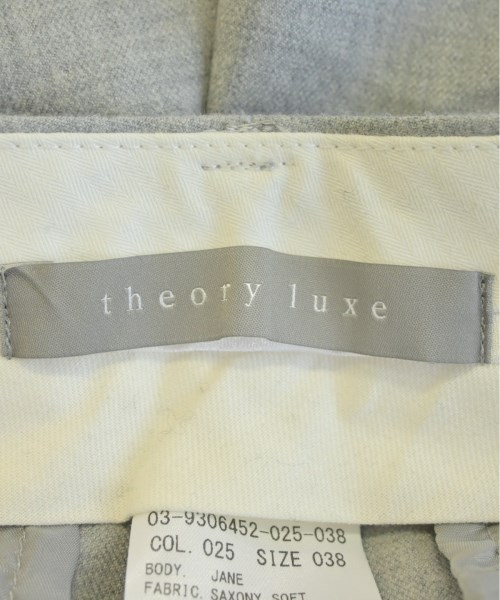 theory luxe
03-9306452-025-038
COL. 025 SIZE 038
BODY. JANE
FABRIC. SAXONY SOFT